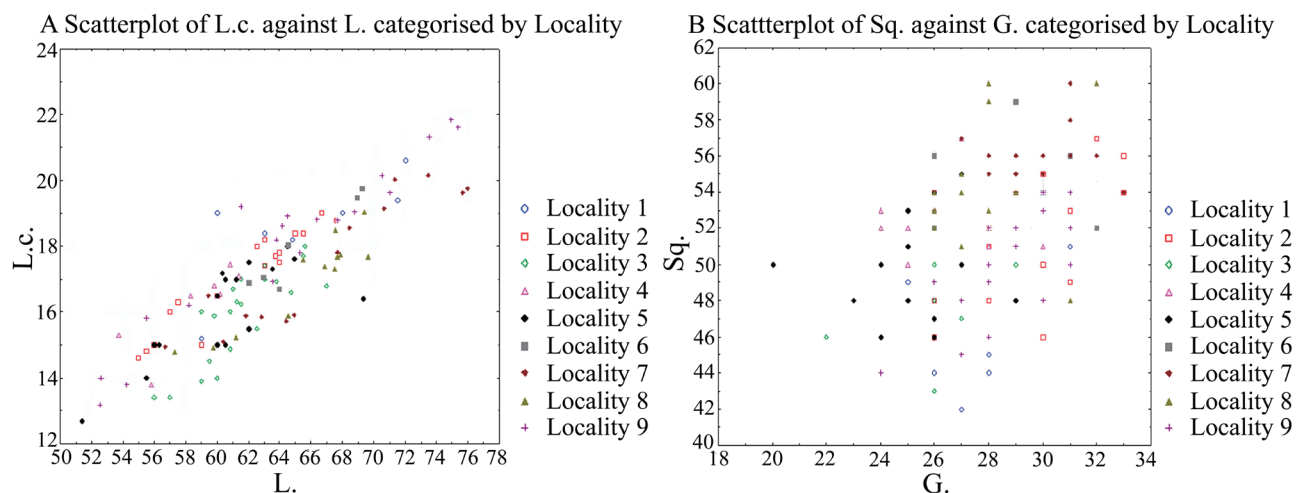 A Scatterplot of L.c. against L. categorised by Locality
24
22
20
18
16
14
12
L.c.
50 52 54 56 58 60 62 64 66 68 70 72 74 76 78
L.
Locality 1
Locality 2
Locality 3
Locality 4
Locality 5
Locality 6
Locality 7
Locality 8
Locality 9
B Scattterplot of Sq. against G. categorised by Locality
62
60
58
56
54
52
50
48
46
44
42
40
Sq.
18 20 22 24 26 28 30 32 34
G.
Locality 1
Locality 2
Locality 3
Locality 4
Locality 5
Locality 6
Locality 7
Locality 8
Locality 9